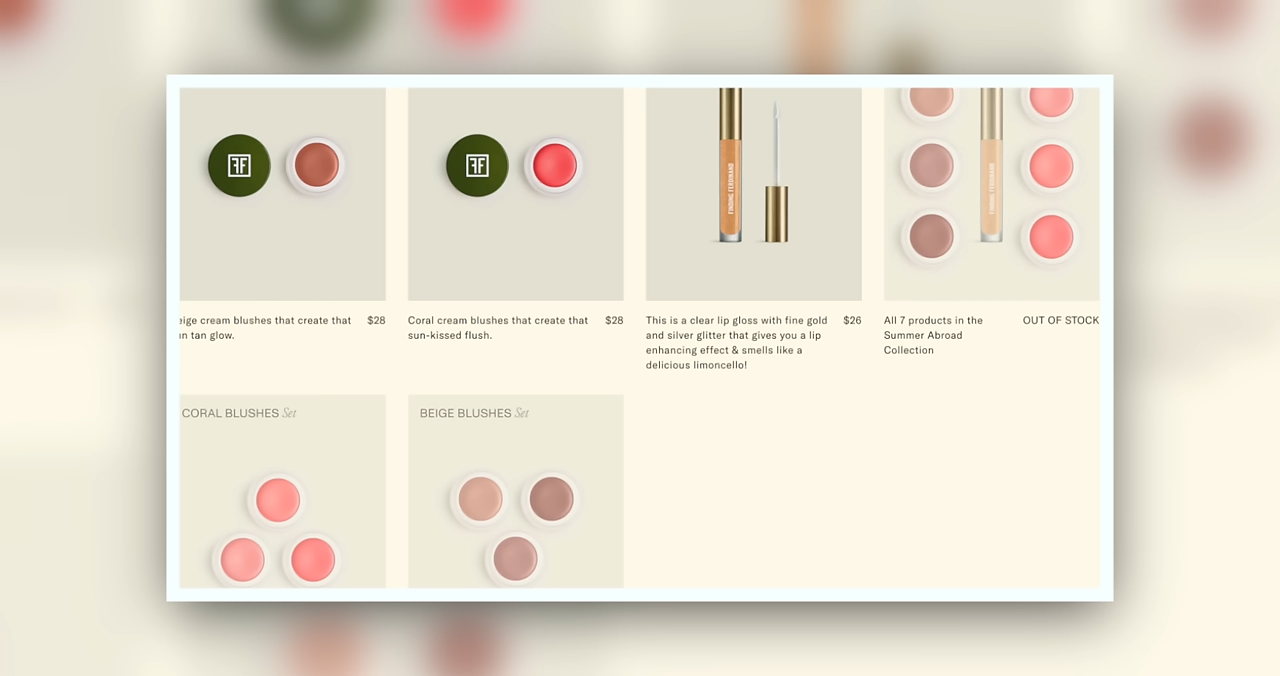 FINDING FERDINAND
eige cream blushes that create that
n tan glow.
$28
Coral cream blushes that create that
sun-kissed flush.
$28
This is a clear lip gloss with fine gold
and silver glitter that gives you a lip
enhancing effect & smells like a
delicious limoncello!
$26
All 7 products in the
Summer Abroad
Collection
OUT OF STOCK
CORAL BLUSHES Set
BEIGE BLUSHES Set